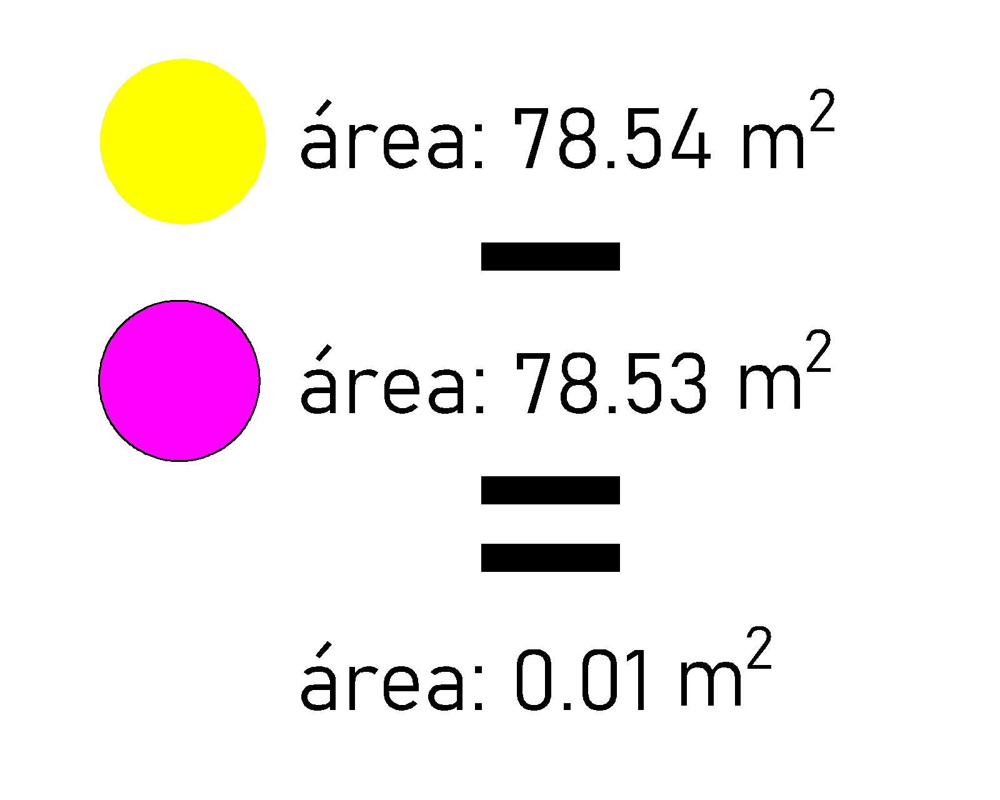 área: 78.54 m²
−
área: 78.53 m²
=
área: 0.01 m²